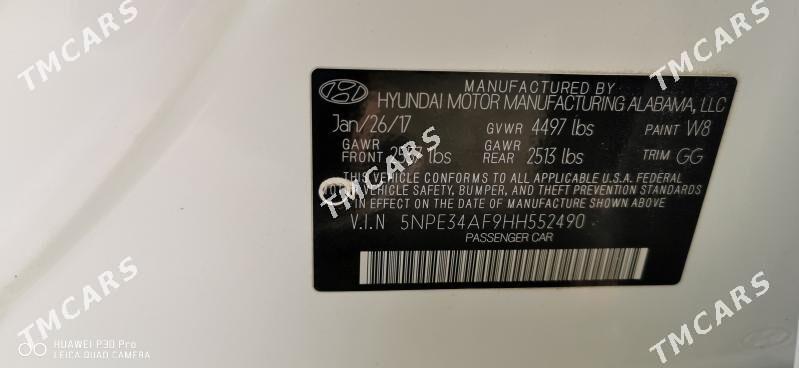 TMCARS
TMCARS
TMCARS
MANUFACTURED BY
HYUNDAI MOTOR MANUFACTURING ALABAMA, LLC
Jan/26/17 GVWR 4497 lbs PAINT W8
GAWR FRONT lbs GAWR REAR 2513 lbs TRIM GG
THIS VEHICLE CONFORMS TO ALL APPLICABLE U.S.A. FEDERAL
VEHICLE SAFETY, BUMPER, AND THEFT PREVENTION STANDARDS
IN EFFECT ON THE DATE OF MANUFACTURE SHOWN ABOVE
V.I.N 5NPE34AF9HH552490
PASSENGER CAR
TMCARS
TMCARS
TMCARS
HUAWEI P30 Pro
LEICA QUAD CAMERA